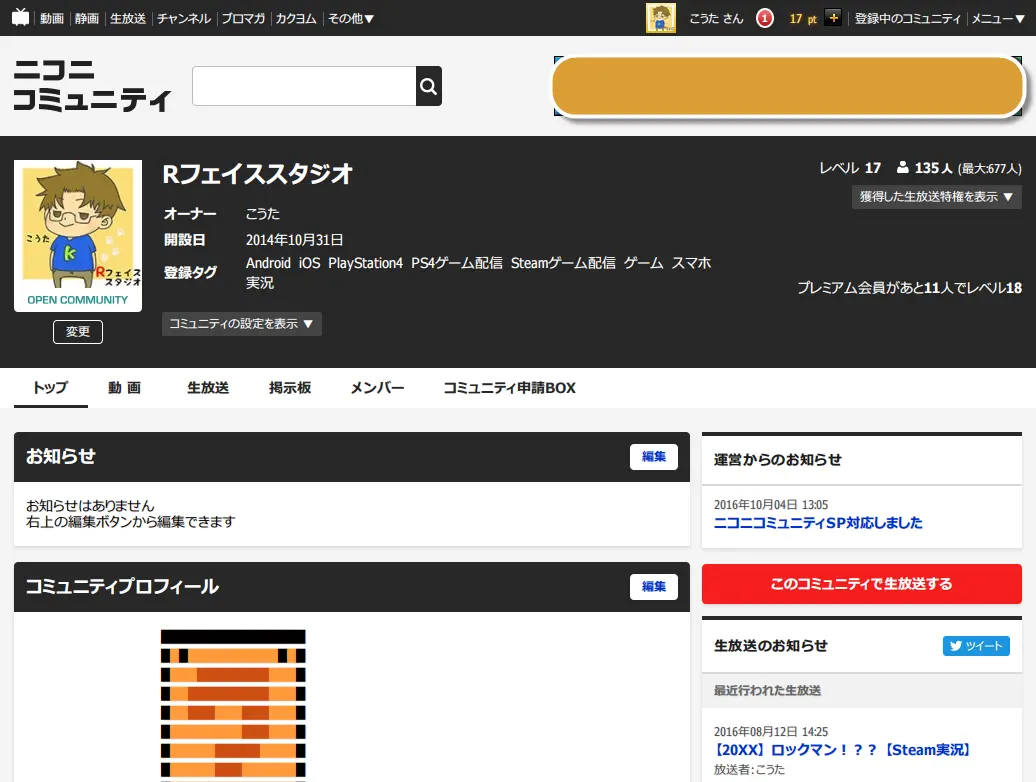 動画 静画 生放送 チャンネル ブロマガ カクヨム その他▼ こうた さん 1 17 pt + 登録中のコミュニティ メニュー▼
ニコニ
コミュニティ
Rフェイススタジオ
レベル 17 135人 (最大:677人)
獲得した生放送特権を表示 ▼
オーナー こうた
開設日 2014年10月31日
登録タグ Android iOS PlayStation4 PS4ゲーム配信 Steamゲーム配信 ゲーム スマホ
実況
プレミアム会員があと11人でレベル18
こうた
K
Rフェイス
スタジオ
OPEN COMMUNITY
変更
コミュニティの設定を表示 ▼
トップ 動画 生放送 掲示板 メンバー コミュニティ申請BOX
お知らせ 編集
お知らせはありません
右上の編集ボタンから編集できます
コミュニティプロフィール 編集
運営からのお知らせ
2016年10月04日 13:05
ニコニコミュニティSP対応しました
このコミュニティで生放送する
生放送のお知らせ ツイート
最近行われた生放送
2016年08月12日 14:25
【20XX】ロックマン！？？【Steam実況】
放送者:こうた